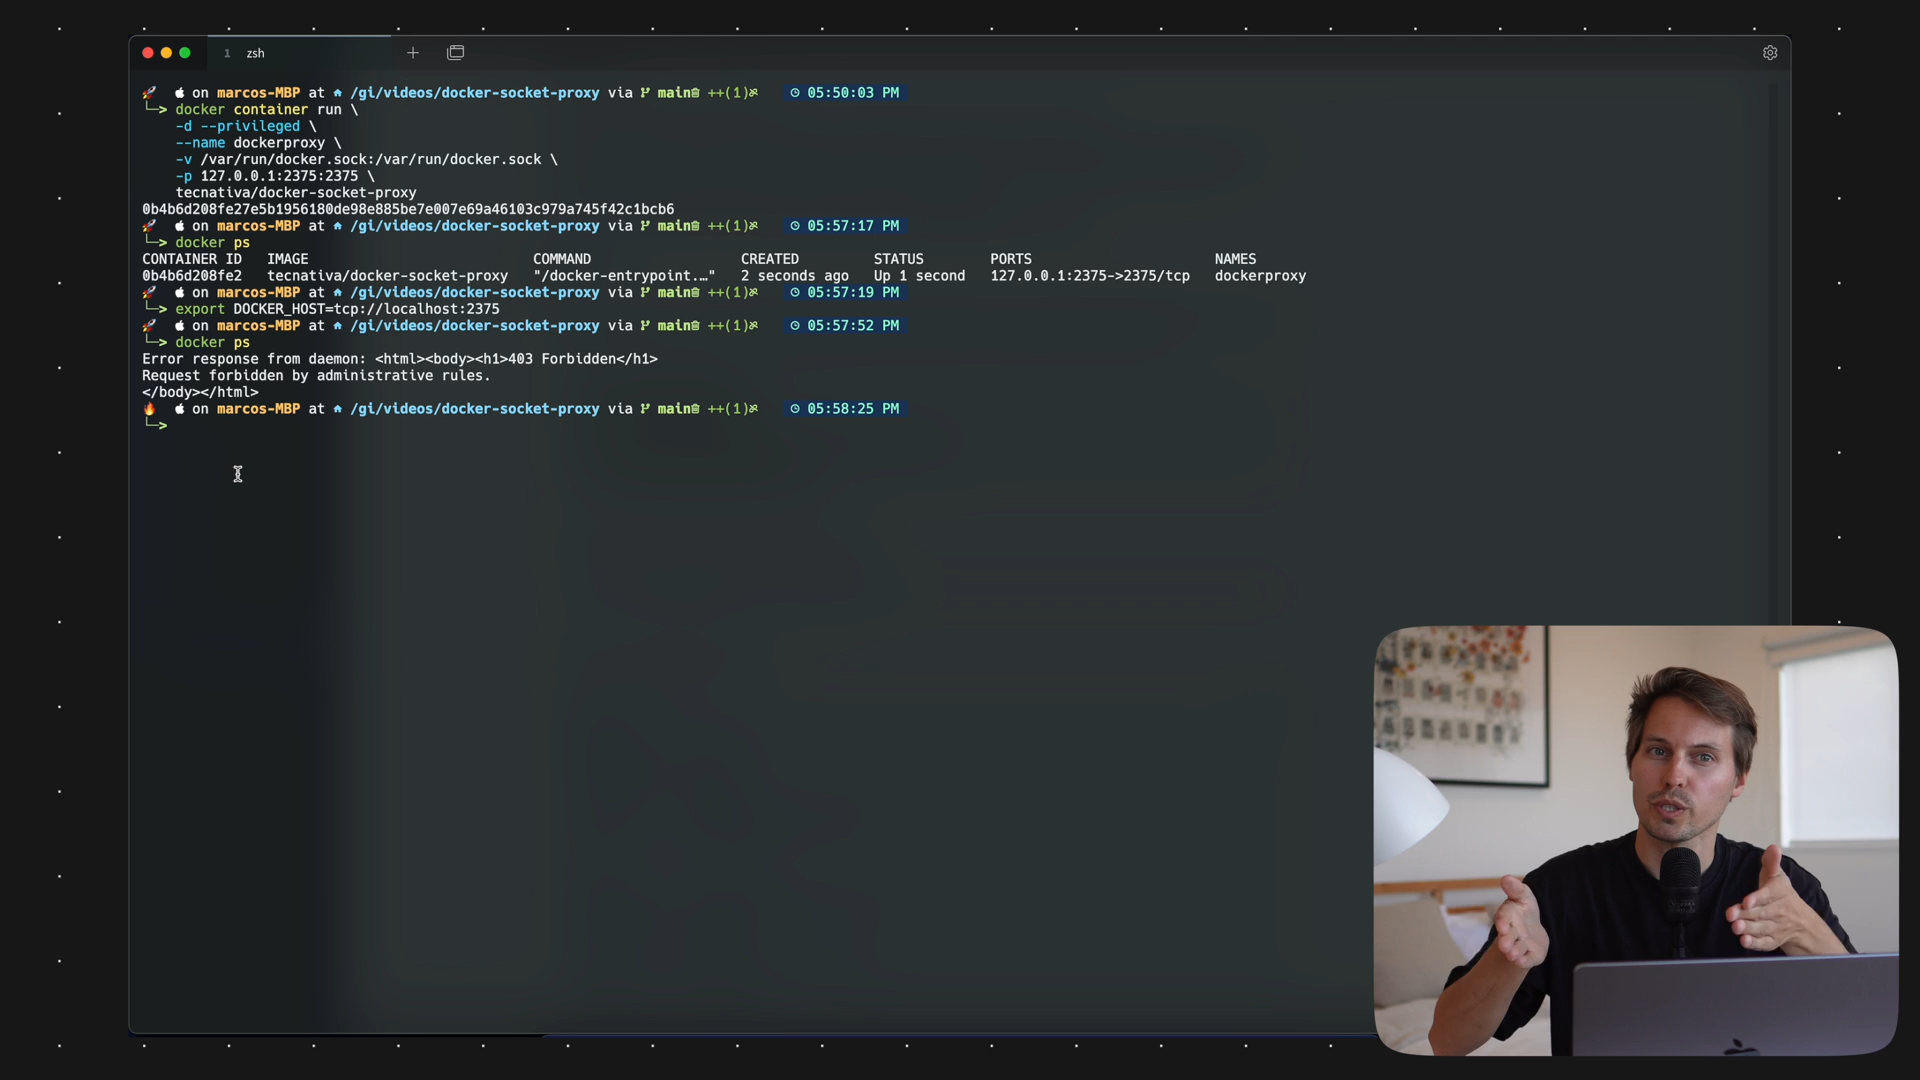 1 zsh
on marcos-MBP at /gi/videos/docker-socket-proxy via main ++(1) 05:50:03 PM
└─> docker container run \
-d --privileged \
--name dockerproxy \
-v /var/run/docker.sock:/var/run/docker.sock \
-p 127.0.0.1:2375:2375 \
tecnativa/docker-socket-proxy
0b4b6d208fe27e5b1956180de98e885be7e007e69a46103c979a745f42c1bcb6
on marcos-MBP at /gi/videos/docker-socket-proxy via main ++(1) 05:57:17 PM
└─> docker ps
CONTAINER ID IMAGE COMMAND CREATED STATUS PORTS NAMES
0b4b6d208fe2 tecnativa/docker-socket-proxy "/docker-entrypoint.…" 2 seconds ago Up 1 second 127.0.0.1:2375->2375/tcp dockerproxy
on marcos-MBP at /gi/videos/docker-socket-proxy via main ++(1) 05:57:19 PM
└─> export DOCKER_HOST=tcp://localhost:2375
on marcos-MBP at /gi/videos/docker-socket-proxy via main ++(1) 05:57:52 PM
└─> docker ps
Error response from daemon: <html><body><h1>403 Forbidden</h1>
Request forbidden by administrative rules.
</body></html>
on marcos-MBP at /gi/videos/docker-socket-proxy via main ++(1) 05:58:25 PM
└─>